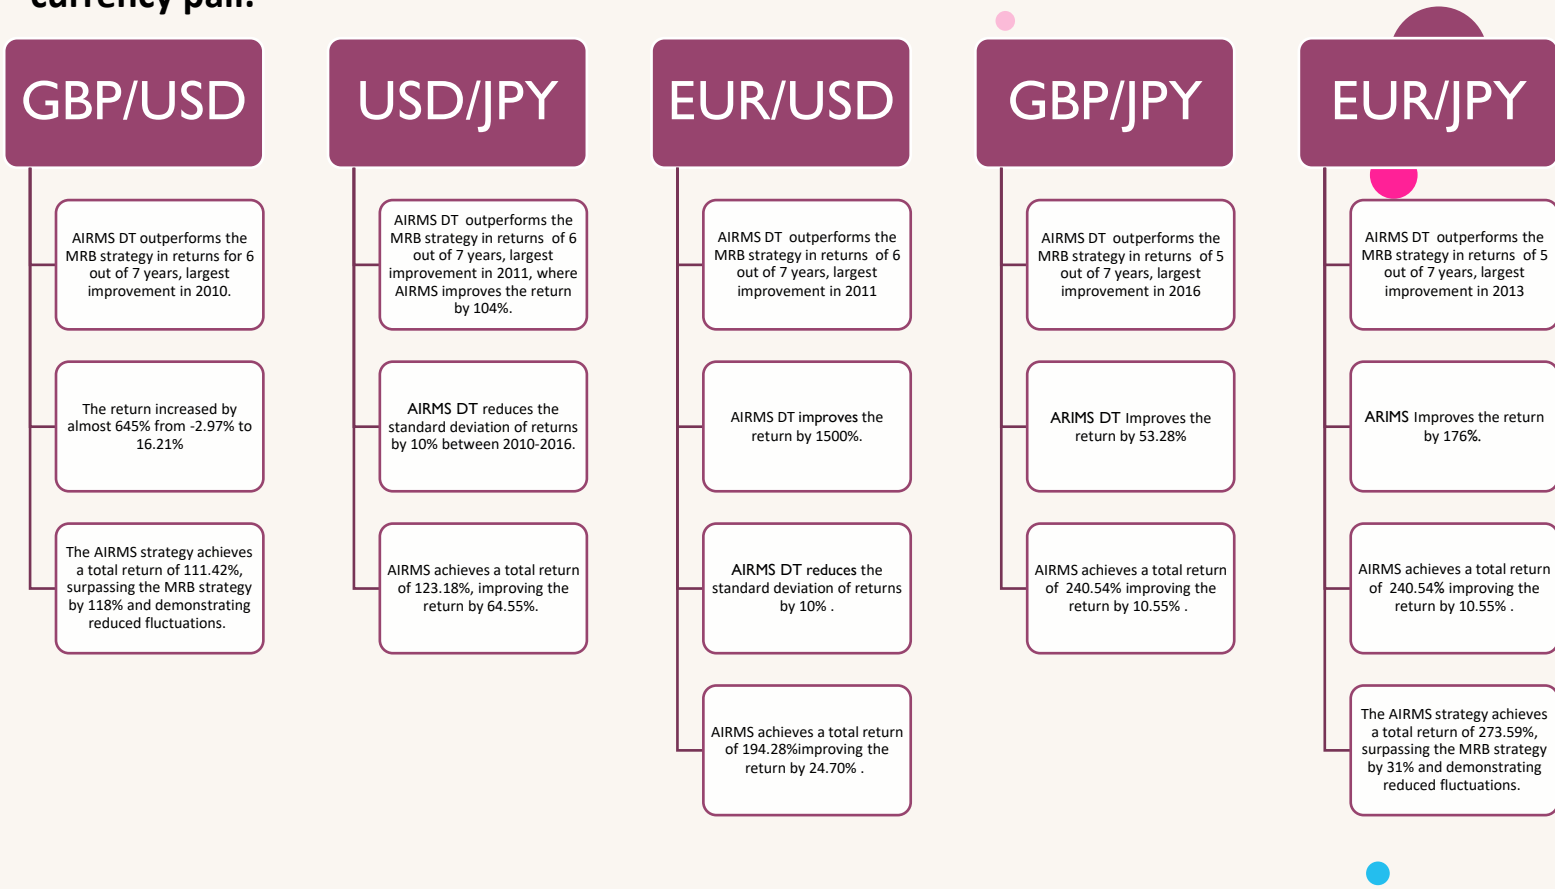 currency pair.
GBP/USD
AIRMS DT outperforms the
MRB strategy in returns for 6
out of 7 years, largest
improvement in 2010.
The return increased by
almost 645% from -2.97% to
16.21%
The AIRMS strategy achieves
a total return of 111.42%,
surpassing the MRB strategy
by 118% and demonstrating
reduced fluctuations.
USD/JPY
AIRMS DT outperforms the
MRB strategy in returns of 6
out of 7 years, largest
improvement in 2011, where
AIRMS improves the return
by 104%.
AIRMS DT reduces the
standard deviation of returns
by 10% between 2010-2016.
AIRMS achieves a total return
of 123.18%, improving the
return by 64.55%.
EUR/USD
AIRMS DT outperforms the
MRB strategy in returns of 6
out of 7 years, largest
improvement in 2011
AIRMS DT improves the
return by 1500%.
AIRMS DT reduces the
standard deviation of returns
by 10% .
AIRMS achieves a total return
of 194.28%improving the
return by 24.70% .
GBP/JPY
AIRMS DT outperforms the
MRB strategy in returns of 5
out of 7 years, largest
improvement in 2016
ARIMS DT Improves the
return by 53.28%
AIRMS achieves a total return
of 240.54% improving the
return by 10.55% .
EUR/JPY
AIRMS DT outperforms the
MRB strategy in returns of 5
out of 7 years, largest
improvement in 2013
ARIMS Improves the return
by 176%.
AIRMS achieves a total return
of 240.54% improving the
return by 10.55% .
The AIRMS strategy achieves
a total return of 273.59%,
surpassing the MRB strategy
by 31% and demonstrating
reduced fluctuations.